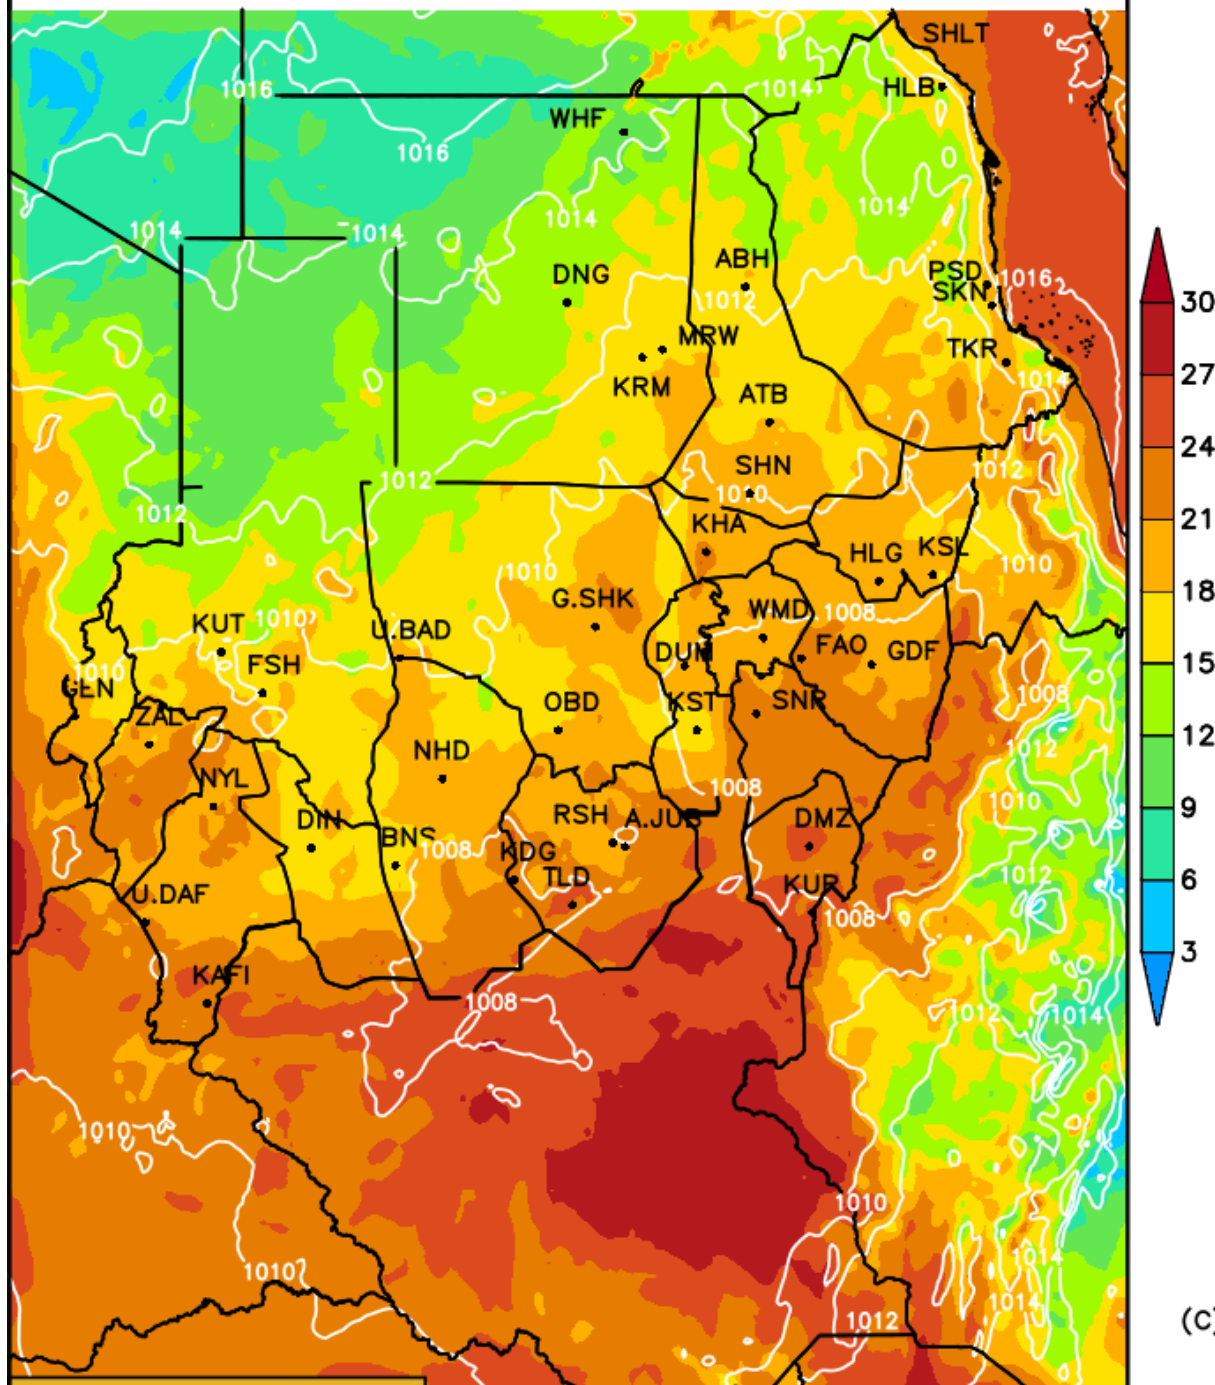 SHLT
HLB
1016
1014
WHF
1016
1014
1014
1014
1014
ABH
PSD
DNG
1016
SKN
1012
MRW
TKR
KRM
1014
ATB
SHN
1012
1012
1010
1012
KHA
HLG
KSL
1010
1010
G.SHK
WMD
1008
KUT
1010
U.BAD
FAO
GDF
DUM
FSH
1010
GEN
1008
OBD
KST
SNR
ZAL
1012
NHD
NYL
1008
1010
DIN
RSH
A.JUB
DMZ
BNS
1008
KDG
TLD
1012
U.DAF
KUR
1008
KAFI
1008
1012
1014
1010
1010
1014
1010
1014
1012
30
27
24
21
18
15
12
9
6
3
(C)